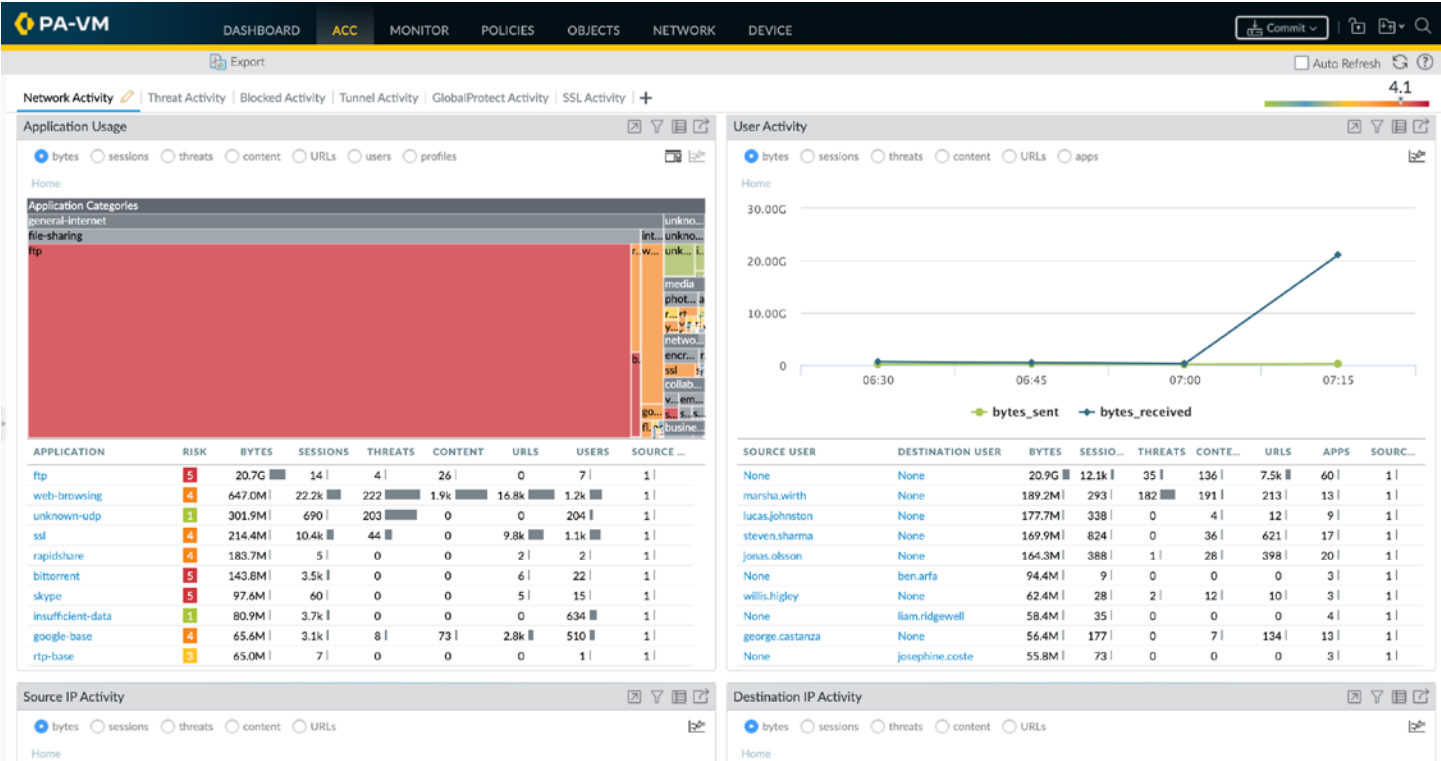 PA-VM
DASHBOARD ACC MONITOR POLICIES OBJECTS NETWORK DEVICE Commit
Export Auto Refresh
Network Activity Threat Activity Blocked Activity Tunnel Activity GlobalProtect Activity SSL Activity 4.1
Application Usage
bytes sessions threats content URLs users profiles
Home
Application Categories
general-internet unkno...
file-sharing int... unkno...
ftp r.. w... unk... i..
media
phot... a
r... rt
y...
netwo...
b. encr... r
ssl
collab...
v... em...
go... s... s... s...
fl. busine...
APPLICATION RISK BYTES SESSIONS THREATS CONTENT URLS USERS SOURCE ...
ftp 5 20.7G 14 4 26 0 7 1
web-browsing 4 647.0M 22.2k 222 1.9k 16.8k 1.2k 1
unknown-udp 1 301.9M 690 203 0 0 204 1
ssl 4 214.4M 10.4k 44 0 9.8k 1.1k 1
rapidshare 4 183.7M 5 0 0 2 2 1
bittorrent 5 143.8M 3.5k 0 0 6 22 1
skype 5 97.6M 60 0 0 5 15 1
insufficient-data 1 80.9M 3.7k 0 0 0 634 1
google-base 4 65.6M 3.1k 8 73 2.8k 510 1
rtp-base 3 65.0M 7 0 0 0 1 1
User Activity
bytes sessions threats content URLs apps
Home
30.00G
20.00G
10.00G
0
06:30 06:45 07:00 07:15
bytes_sent bytes_received
SOURCE USER DESTINATION USER BYTES SESSIO... THREATS CONTE... URLS APPS SOURC...
None None 20.9G 12.1k 35 136 7.5k 60 1
marsha.wirth None 189.2M 293 182 191 213 13 1
lucas.johnston None 177.7M 338 0 4 12 9 1
steven.sharma None 169.9M 824 0 36 621 17 1
jonas.olsson None 164.3M 388 1 28 398 20 1
None ben.arfa 94.4M 9 0 0 0 3 1
willis.higley None 62.4M 28 2 12 10 3 1
None liam.ridgewell 58.4M 35 0 0 0 4 1
george.castanza None 56.4M 177 0 7 134 13 1
None josephine.coste 55.8M 73 0 0 0 3 1
Source IP Activity
bytes sessions threats content URLs
Home
Destination IP Activity
bytes sessions threats content URLs
Home